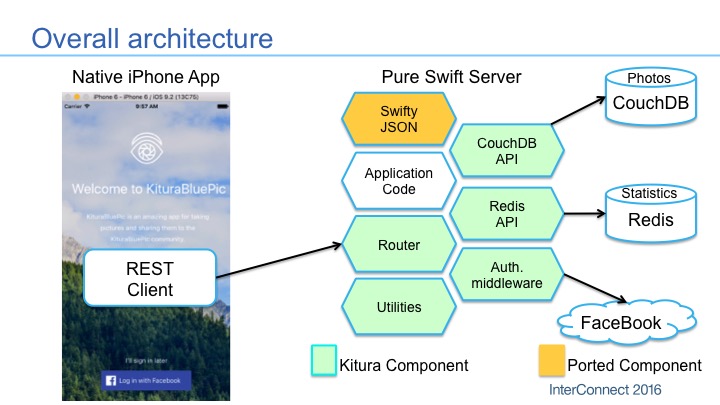 Overall architecture
Native iPhone App
Pure Swift Server
iPhone 6 - iPhone 6 / iOS 9.2 (13C75)
Carrier
9:57 AM
Welcome to KituraBluePic
KituraBluePic is an amazing app for taking
pictures and sharing them to the
KituraBluePic community.
REST
Client
I'll sign in later
Log in with Facebook
Swifty
JSON
Application
Code
Router
Utilities
CouchDB
API
Redis
API
Auth.
middleware
Photos
CouchDB
Statistics
Redis
FaceBook
Kitura Component
Ported Component
InterConnect 2016